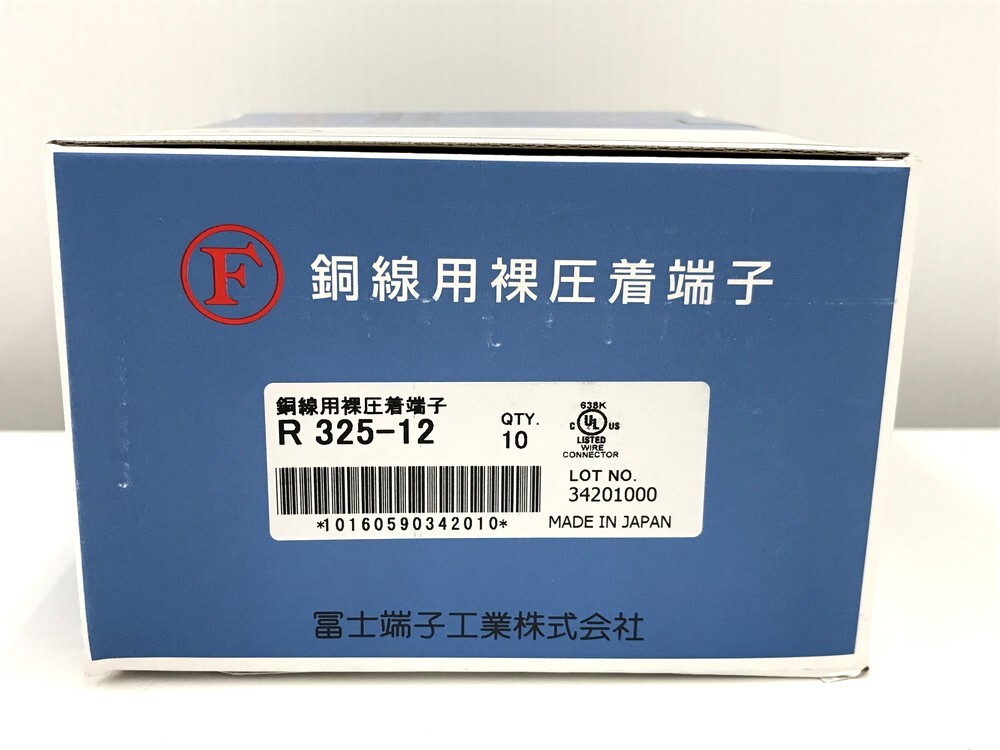 F 銅線用裸圧着端子
銅線用裸圧着端子
R 325-12
QTY.
10
638K
C UL US
LISTED
WIRE
CONNECTOR
LOT NO.
34201000
*10160590342010*
MADE IN JAPAN
冨士端子工業株式会社